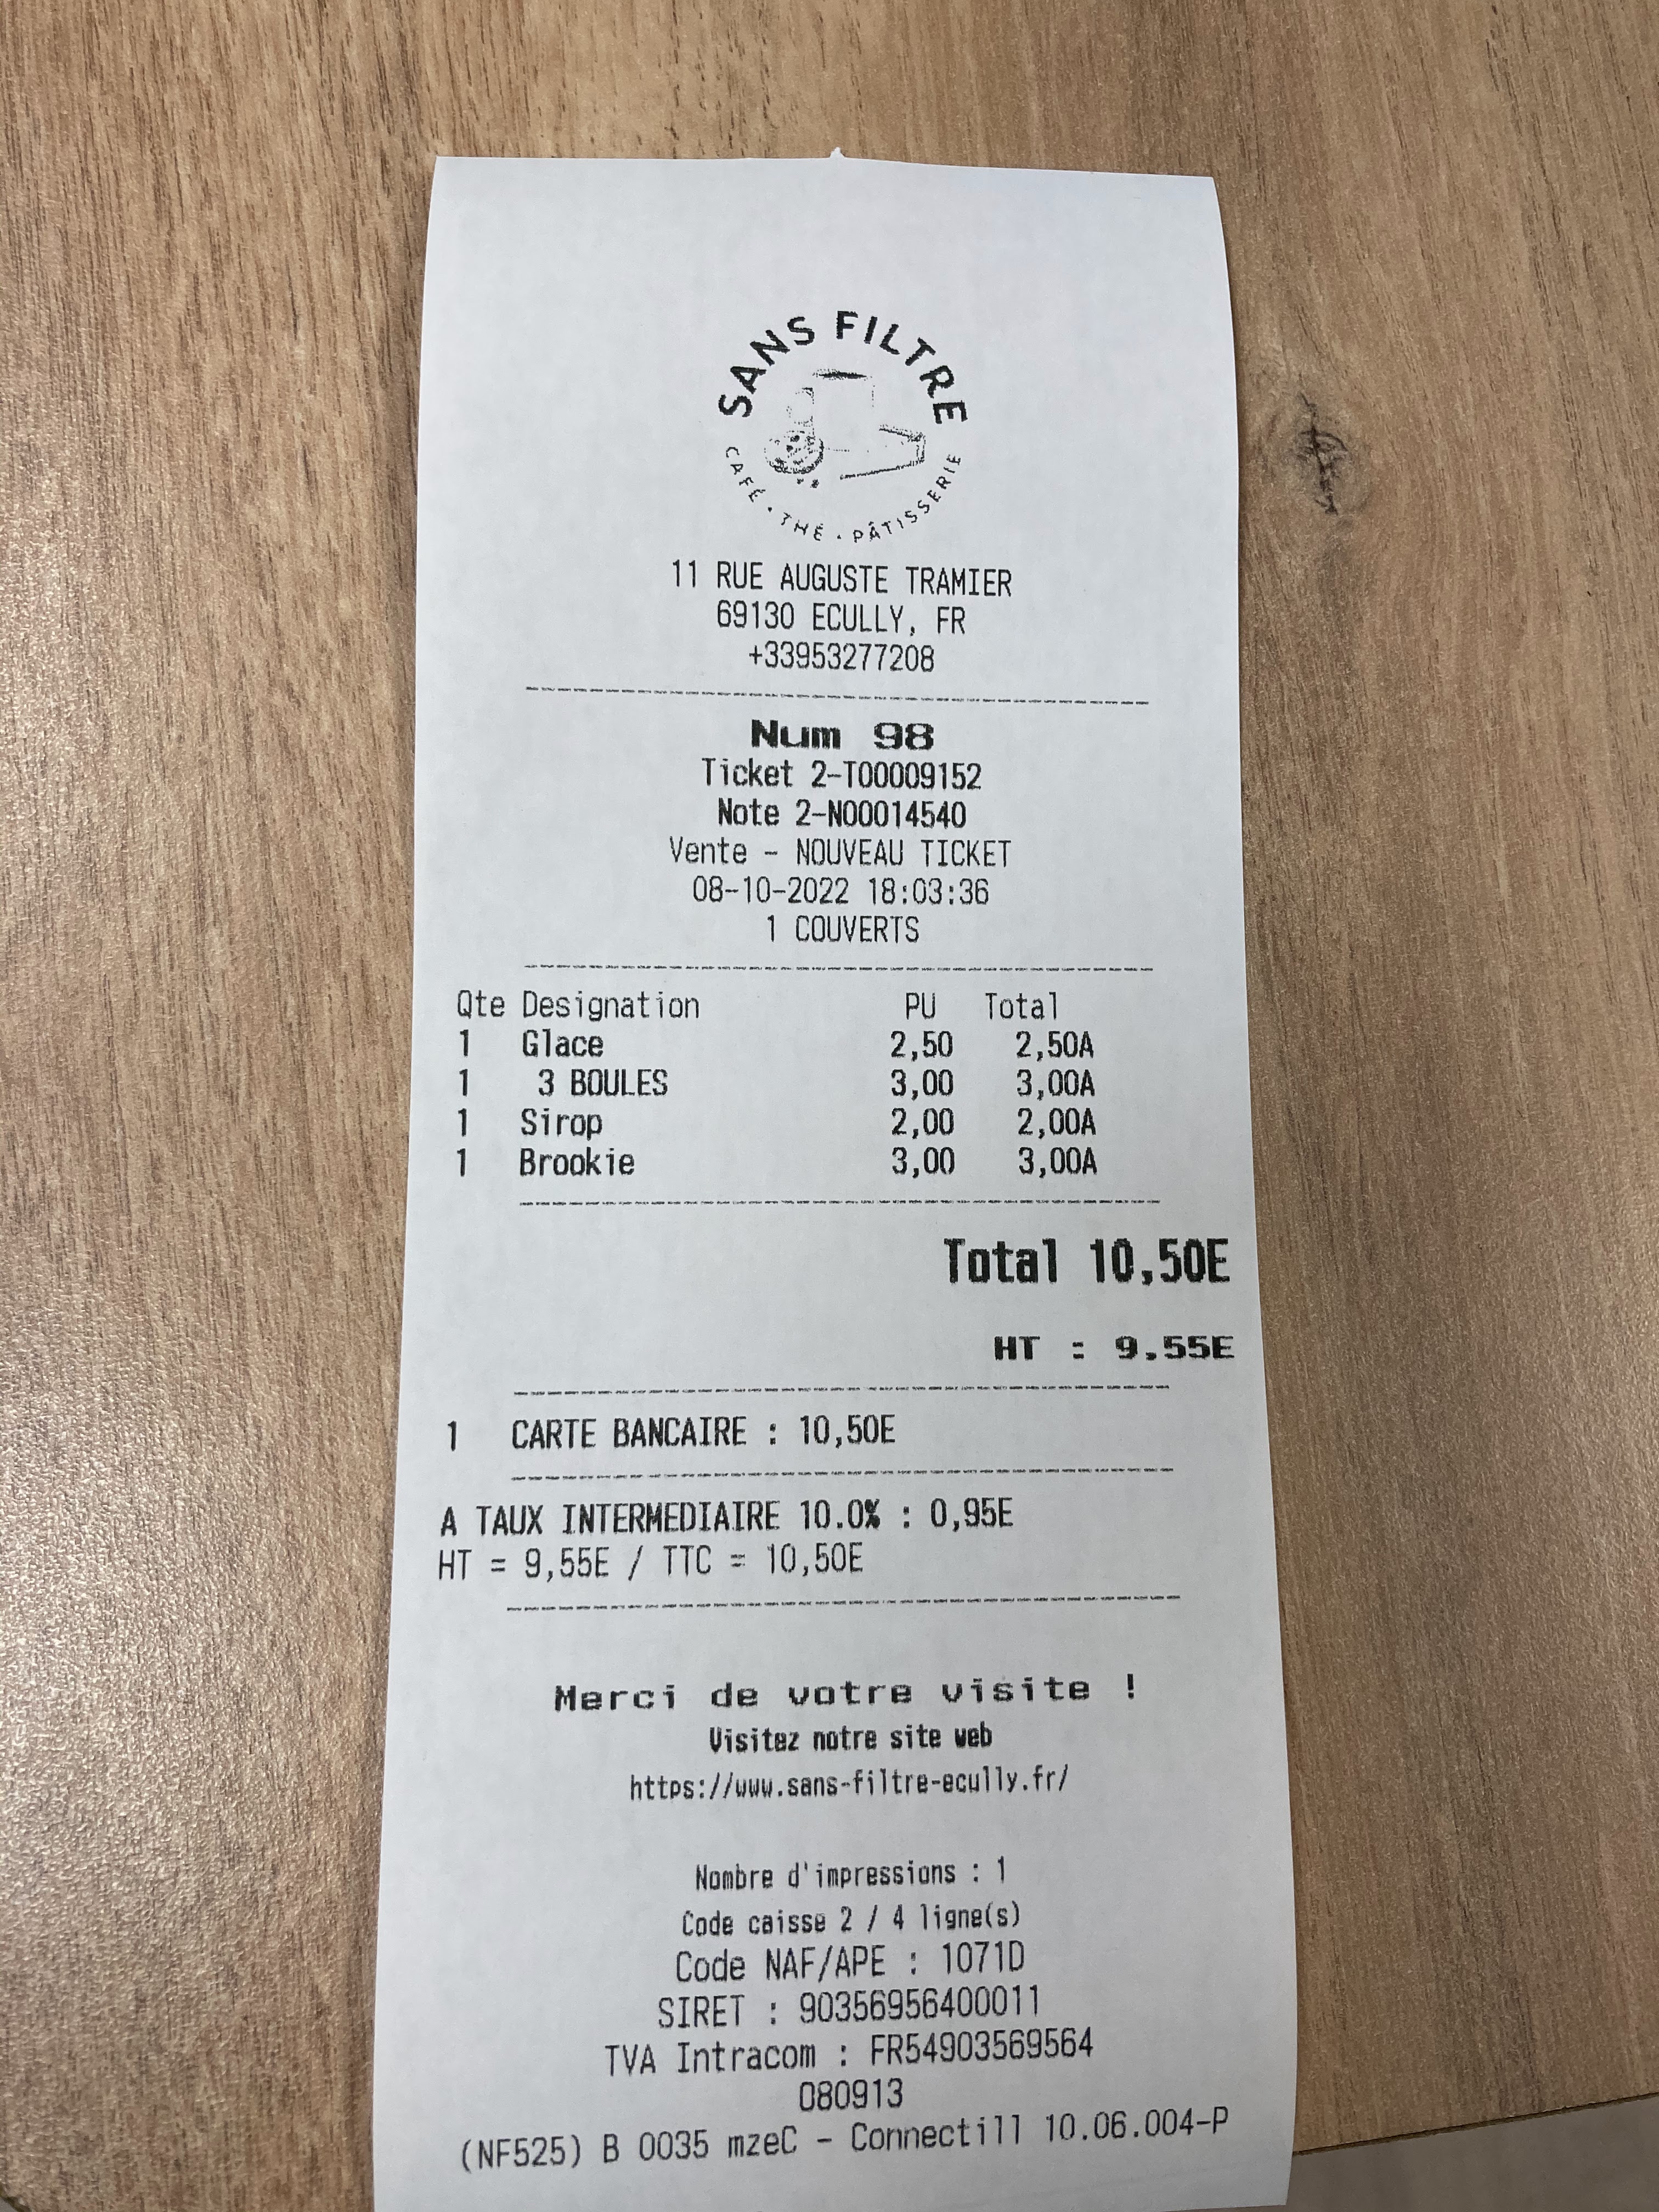 SANS FILTRE
CAFÉ · THÉ · PÂTISSERIE
11 RUE AUGUSTE TRAMIER
69130 ECULLY, FR
+33953277208
Num 98
Ticket 2-T00009152
Note 2-N00014540
Vente - NOUVEAU TICKET
08-10-2022 18:03:36
1 COUVERTS
Qte Designation PU Total
1 Glace 2,50 2,50A
1 3 BOULES 3,00 3,00A
1 Sirop 2,00 2,00A
1 Brookie 3,00 3,00A
Total 10,50E
HT : 9.55E
1 CARTE BANCAIRE : 10,50E
A TAUX INTERMEDIAIRE 10.0% : 0,95E
HT = 9,55E / TTC = 10,50E
Merci de votre visite !
Visitez notre site web
https://www.sans-filtre-ecully.fr/
Nombre d'impressions : 1
Code caisse 2 / 4 ligne(s)
Code NAF/APE : 1071D
SIRET : 90356956400011
TVA Intracom : FR54903569564
080913
(NF525) B 0035 mzeC - Connectill 10.06.004-P